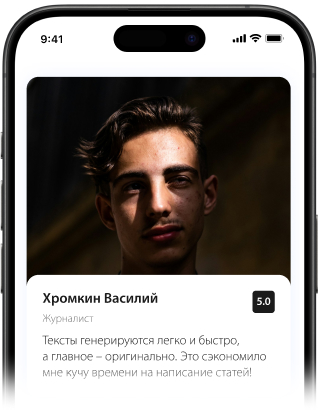 9:41
Хромкин Василий
5.0
Журналист
Тексты генерируются легко и быстро,
а главное – оригинально. Это сэкономило
мне кучу времени на написание статей!